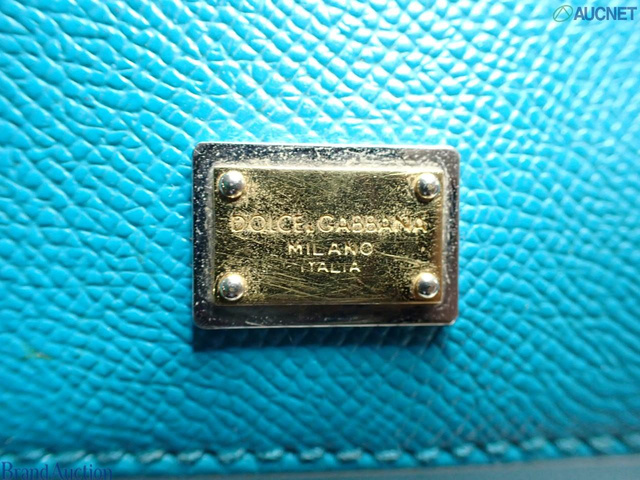 AUCNET
DOLCE & GABBANA
MILANO
ITALIA
Brand Auction